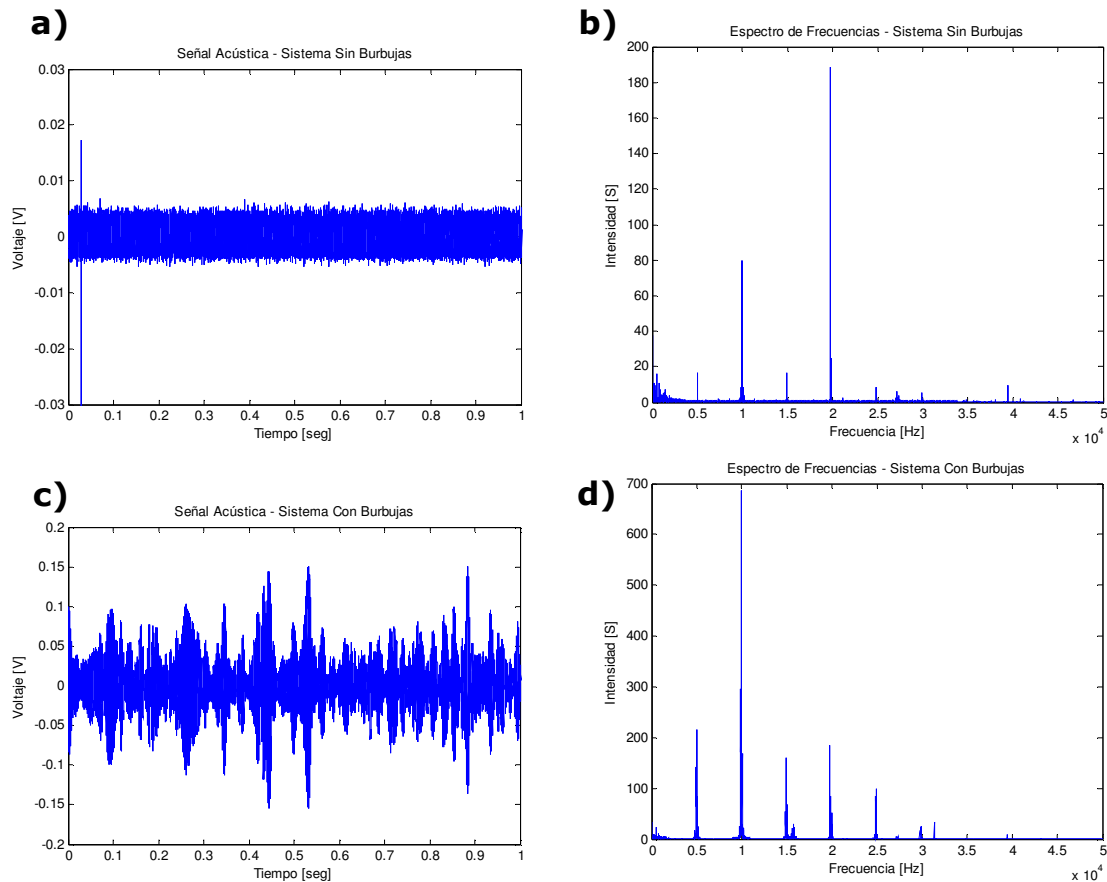 a)
Señal Acústica - Sistema Sin Burbujas
0.03
0.02
0.01
0
-0.01
-0.02
-0.03
Voltaje [V]
0 0.1 0.2 0.3 0.4 0.5 0.6 0.7 0.8 0.9 1
Tiempo [seg]
b)
Espectro de Frecuencias - Sistema Sin Burbujas
200
180
160
140
120
100
80
60
40
20
0
Intensidad [S]
0 0.5 1 1.5 2 2.5 3 3.5 4 4.5 5
Frecuencia [Hz]
x 10^4
c)
Señal Acústica - Sistema Con Burbujas
0.2
0.15
0.1
0.05
0
-0.05
-0.1
-0.15
-0.2
Voltaje [V]
0 0.1 0.2 0.3 0.4 0.5 0.6 0.7 0.8 0.9 1
Tiempo [seg]
d)
Espectro de Frecuencias - Sistema Con Burbujas
700
600
500
400
300
200
100
0
Intensidad [S]
0 0.5 1 1.5 2 2.5 3 3.5 4 4.5 5
Frecuencia [Hz]
x 10^4